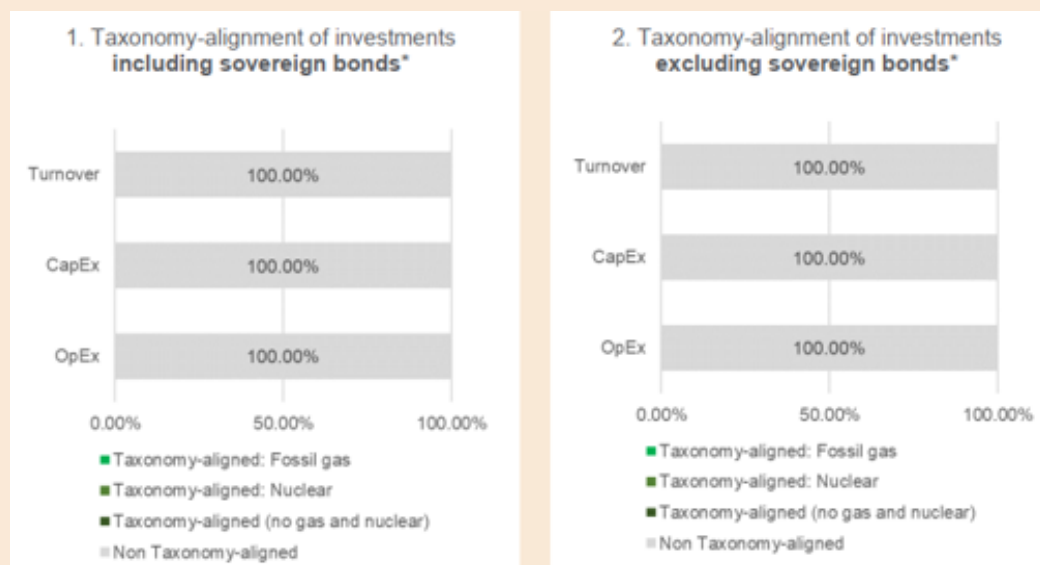 1. Taxonomy-alignment of investments
including sovereign bonds*
Turnover
100.00%
CapEx
100.00%
OpEx
100.00%
0.00% 50.00% 100.00%
Taxonomy-aligned: Fossil gas
Taxonomy-aligned: Nuclear
Taxonomy-aligned (no gas and nuclear)
Non Taxonomy-aligned
2. Taxonomy-alignment of investments
excluding sovereign bonds*
Turnover
100.00%
CapEx
100.00%
OpEx
100.00%
0.00% 50.00% 100.00%
Taxonomy-aligned: Fossil gas
Taxonomy-aligned: Nuclear
Taxonomy-aligned (no gas and nuclear)
Non Taxonomy-aligned